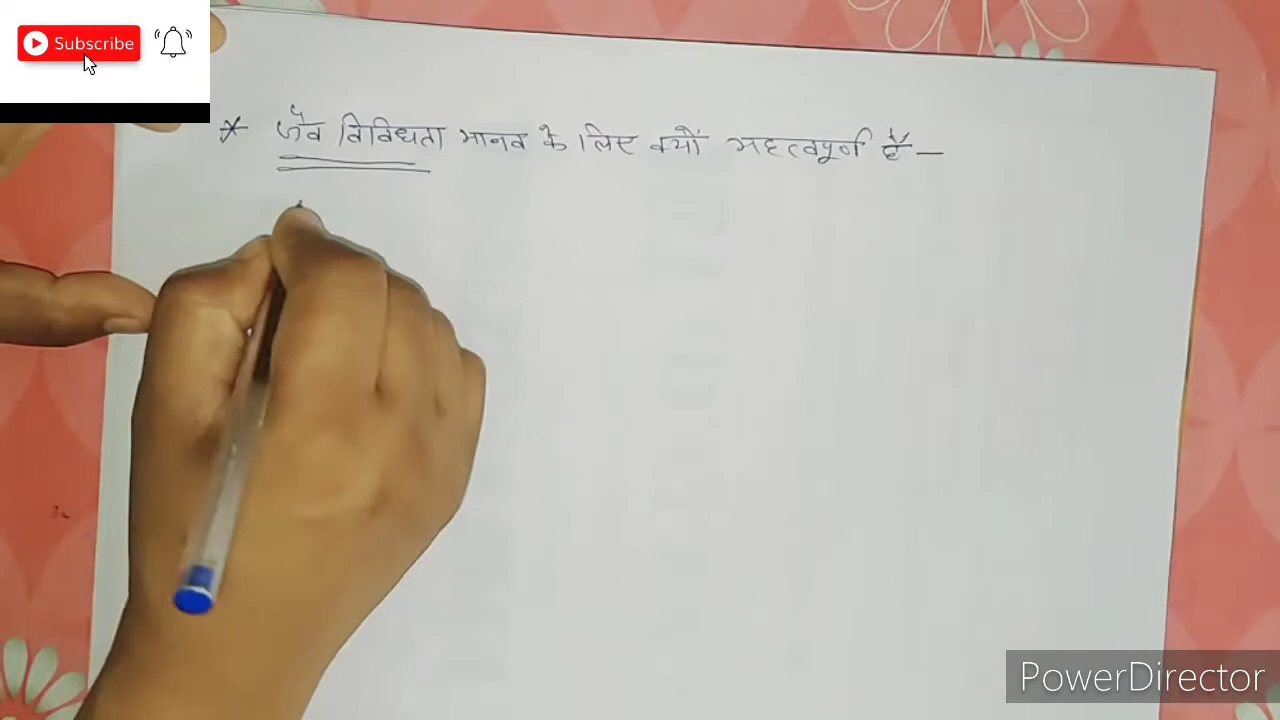 Subscribe
* जैव विविधता मानव के लिए क्यों महत्वपूर्ण है —
PowerDirector